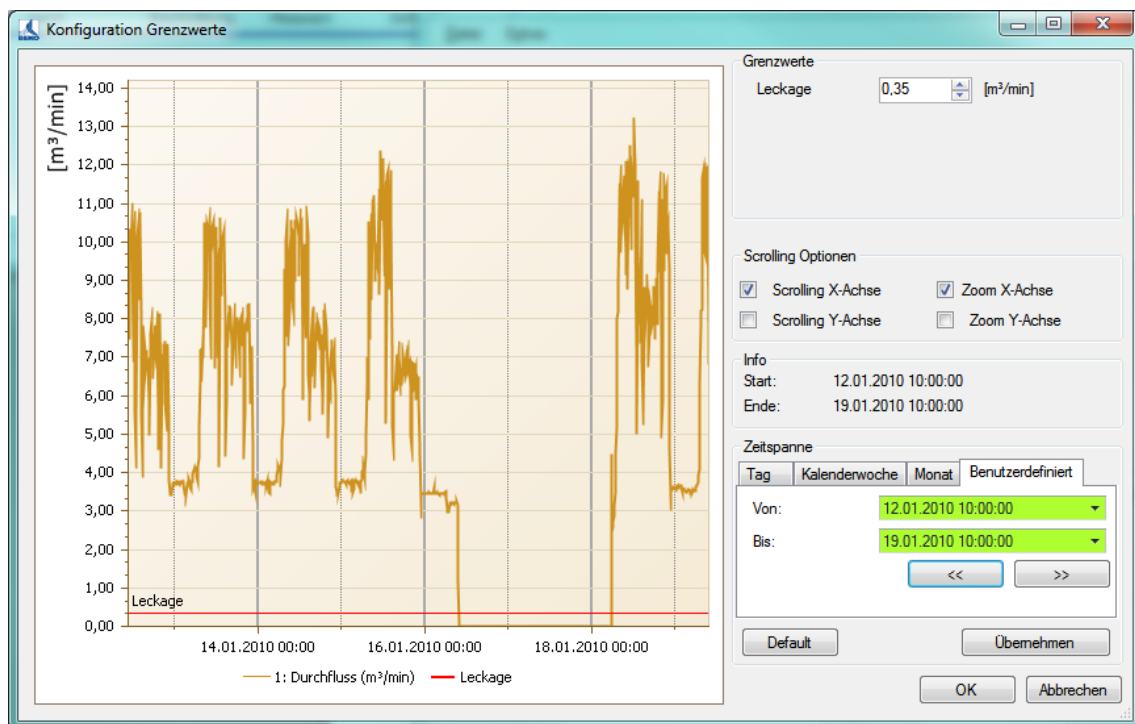 Konfiguration Grenzwerte
[m³/min]
14,00
13,00
12,00
11,00
10,00
9,00
8,00
7,00
6,00
5,00
4,00
3,00
2,00
1,00
0,00
Leckage
14.01.2010 00:00
16.01.2010 00:00
18.01.2010 00:00
1: Durchfluss (m³/min)
Leckage
Grenzwerte
Leckage 0,35 [m³/min]
Scrolling Optionen
Scrolling X-Achse Zoom X-Achse
Scrolling Y-Achse Zoom Y-Achse
Info
Start: 12.01.2010 10:00:00
Ende: 19.01.2010 10:00:00
Zeitspanne
Tag Kalenderwoche Monat Benutzerdefiniert
Von: 12.01.2010 10:00:00
Bis: 19.01.2010 10:00:00
<< >>
Default Übernehmen
OK Abbrechen